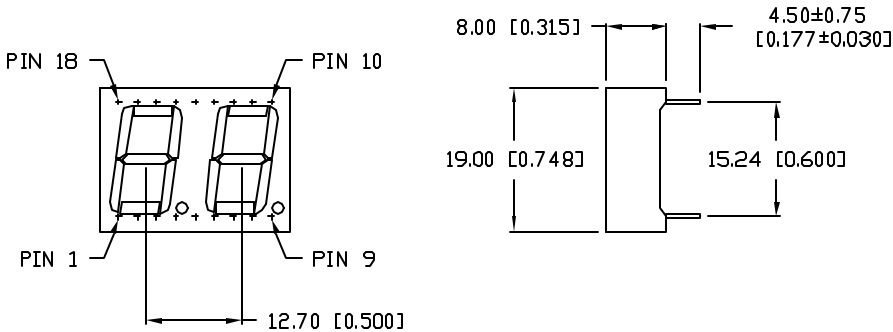 PIN 18
PIN 10
PIN 1
PIN 9
12.70 [0.500]
8.00 [0.315]
4.50±0.75
[0.177±0.030]
19.00 [0.748]
15.24 [0.600]